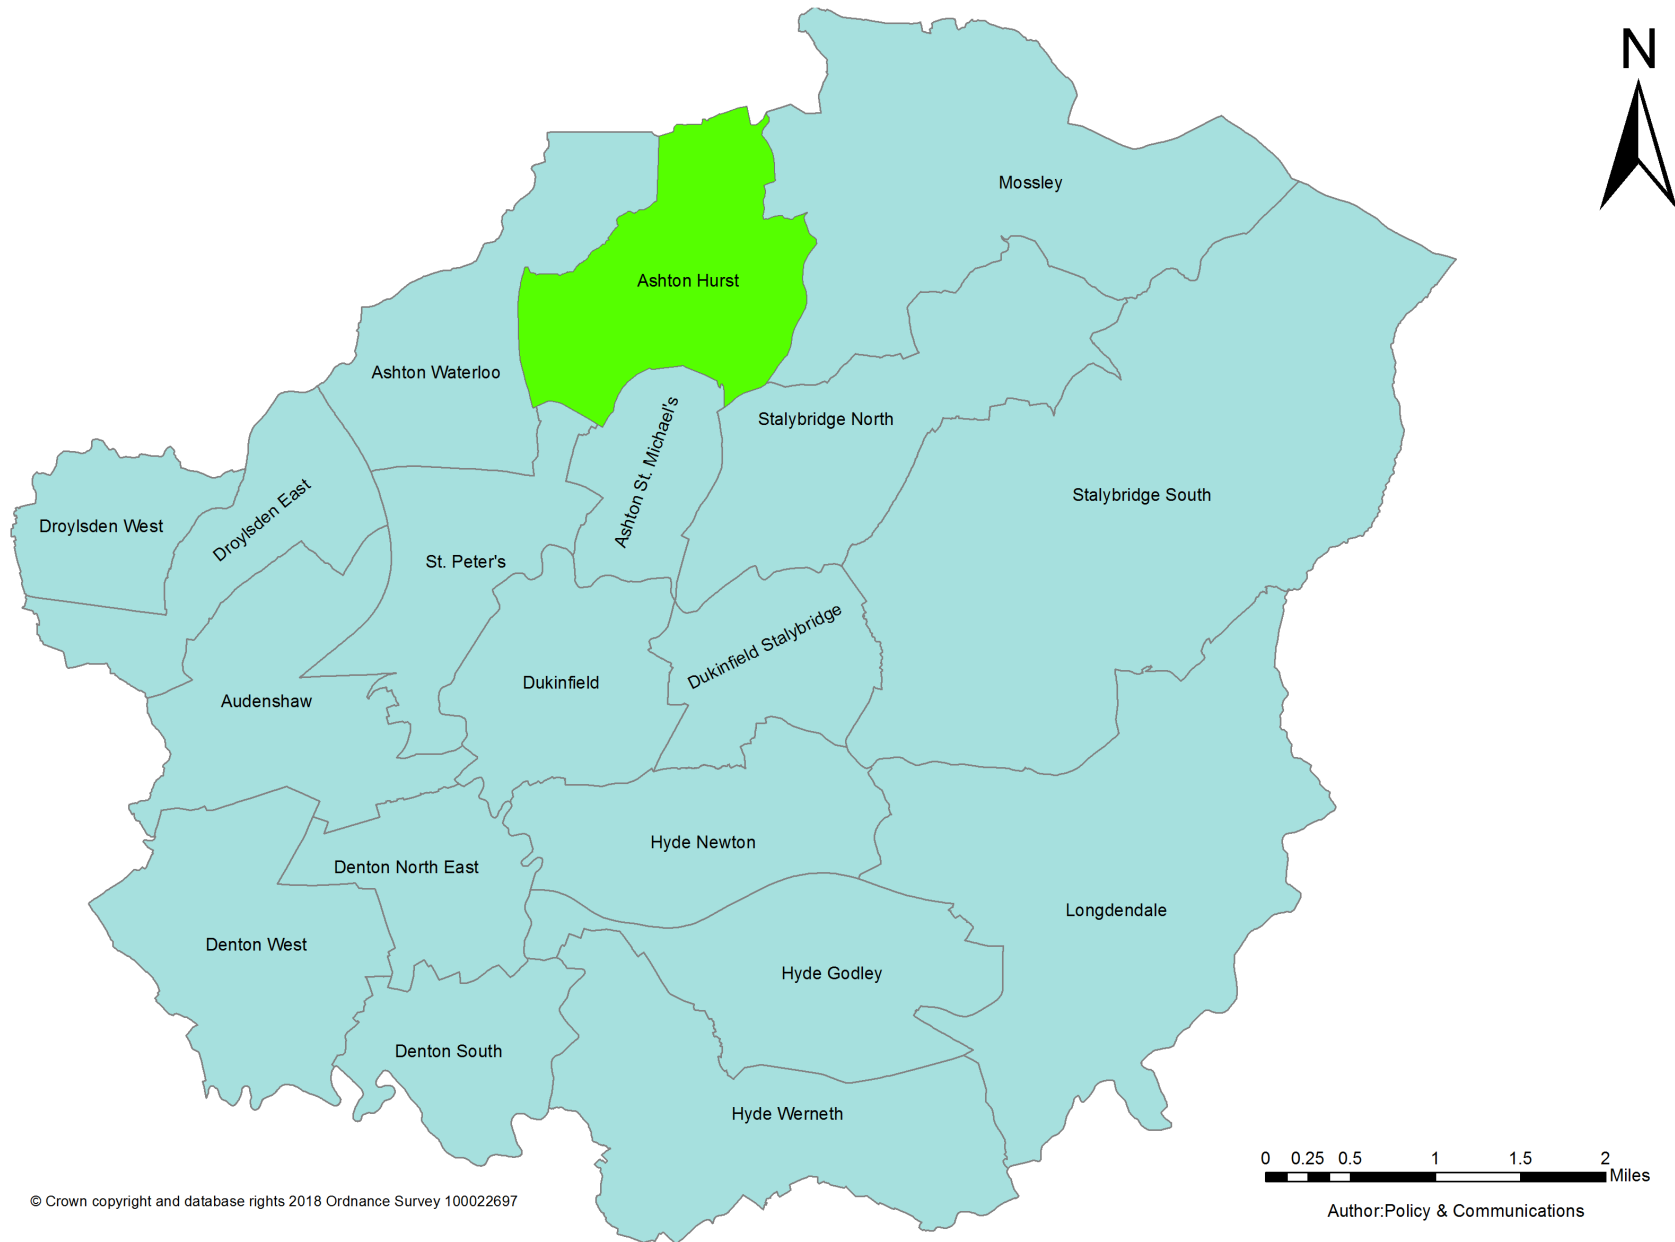 N
Mossley
Ashton Hurst
Ashton Waterloo
Stalybridge North
Ashton St. Michael's
Stalybridge South
Droylsden West
Droylsden East
St. Peter's
Dukinfield Stalybridge
Dukinfield
Audenshaw
Hyde Newton
Denton North East
Longdendale
Denton West
Hyde Godley
Denton South
Hyde Werneth
0 0.25 0.5 1 1.5 2
Miles
© Crown copyright and database rights 2018 Ordnance Survey 100022697
Author:Policy & Communications